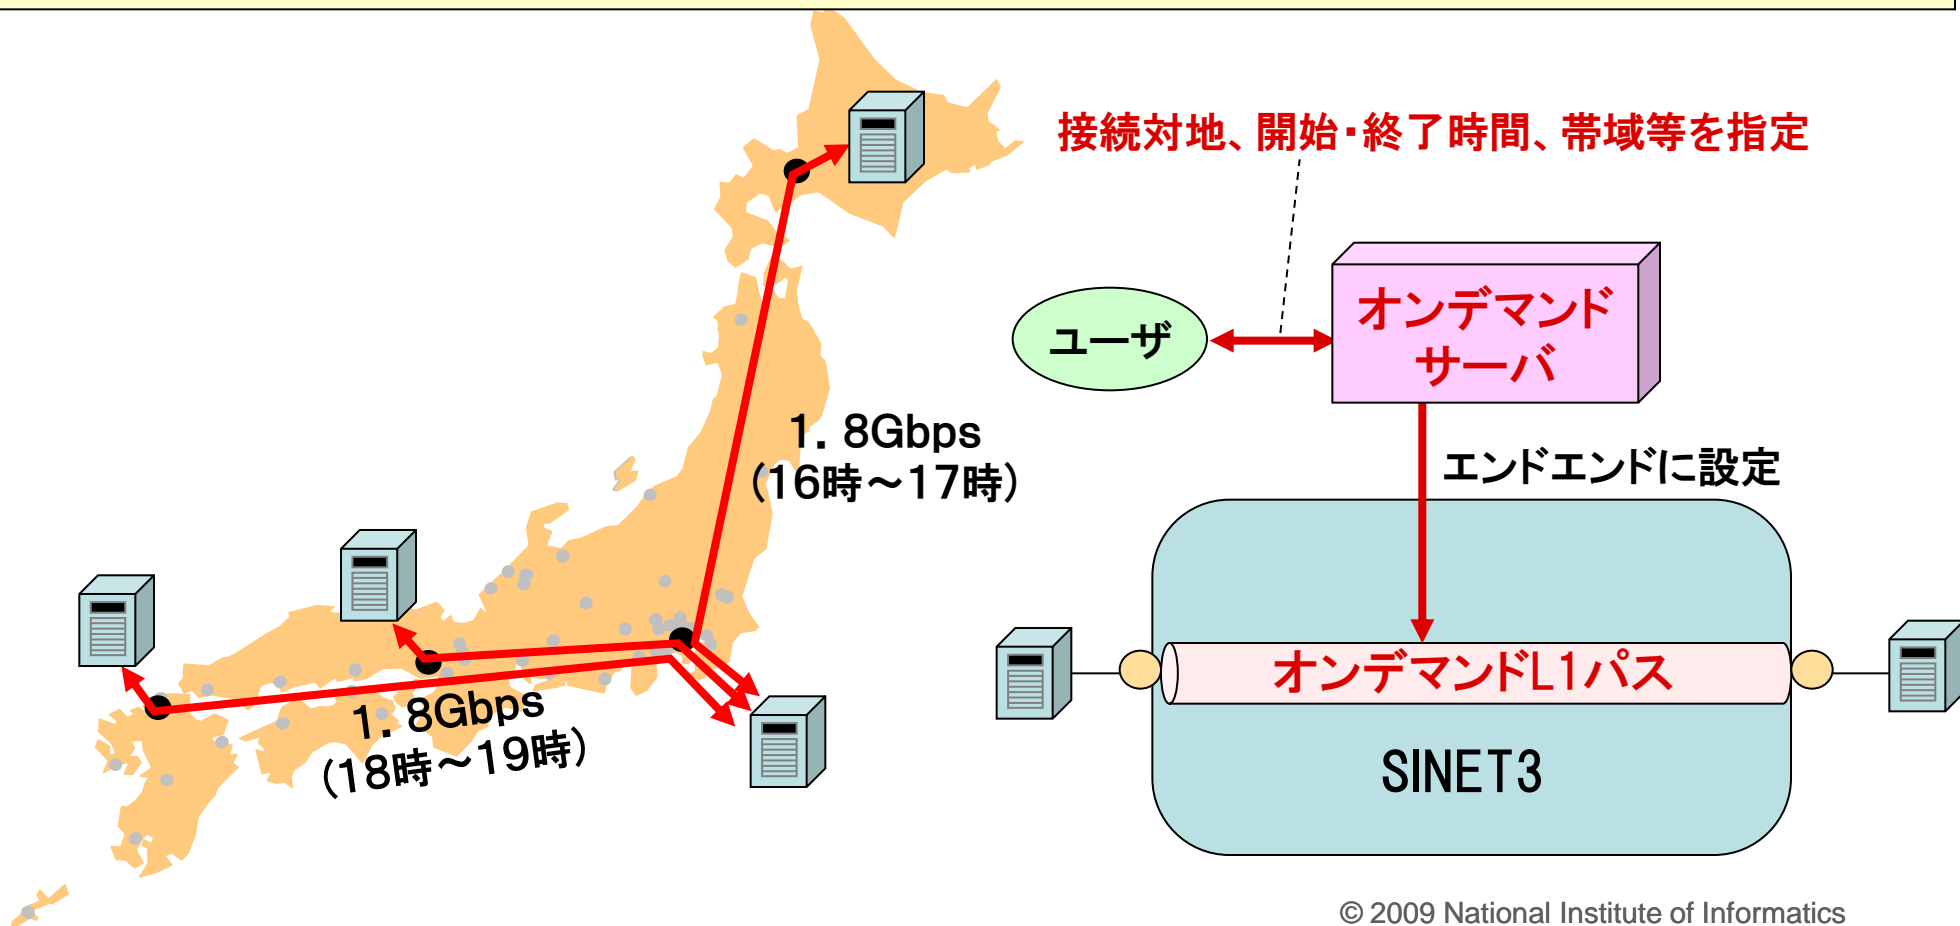 接続対地、開始・終了時間、帯域等を指定
オンデマンド
サーバ
ユーザ
1．8Gbps
（16時～17時）
エンドエンドに設定
オンデマンドL1パス
1．8Gbps
（18時～19時）
SINET3
© 2009 National Institute of Informatics